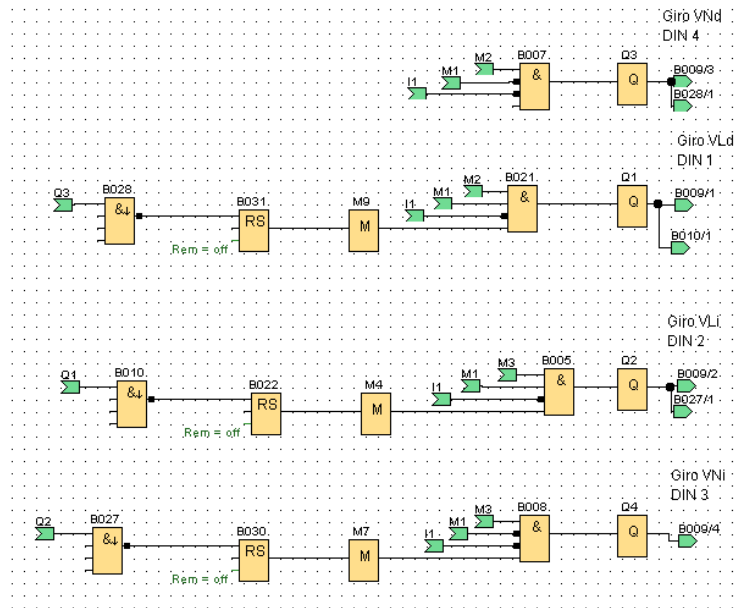 Giro VNd
DIN 4
M2 B007 Q3
M1 & Q B009/3
I1 B028/1
Giro VLd
DIN 1
Q3 B028 B031 M9 I1 M1 M2 B021 Q1 B009/1
&↓ RS M & Q
Rem = off B010/1
Giro VLi
DIN 2
Q1 B010 B022 M4 I1 M1 M3 B005 Q2 B009/2
&↓ RS M & Q B027/1
Rem = off
Giro VNi
DIN 3
Q2 B027 B030 M7 I1 M1 M3 B008 Q4
&↓ RS M & Q B009/4
Rem = off